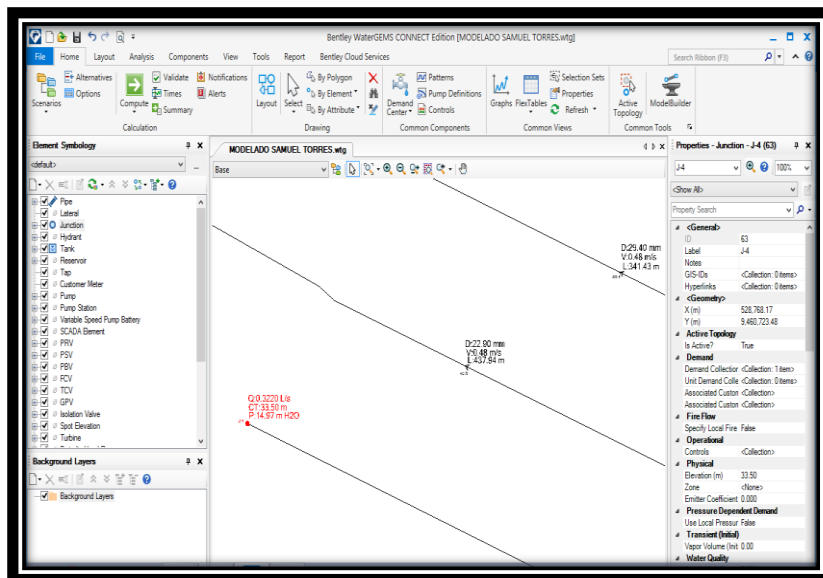 Bentley WaterGEMS CONNECT Edition [MODELADO SAMUEL TORRES.wtg]
File Home Layout Analysis Components View Tools Report Bentley Cloud Services Search Ribbon (F3)
Scenarios
Alternatives
Options
Compute
Validate
Times
Summary
Notifications
Alerts
Calculation
Layout
Select
By Polygon
By Element
By Attribute
Drawing
Demand Center
Patterns
Pump Definitions
Controls
Common Components
Graphs
FlexTables
Selection Sets
Properties
Refresh
Common Views
Active Topology
ModelBuilder
Common Tools
Element Symbology
<default>
Pipe
Lateral
Junction
Hydrant
Tank
Reservoir
Tap
Customer Meter
Pump
Pump Station
Variable Speed Pump Battery
SCADA Element
PRV
PSV
PBV
FCV
TCV
GPV
Isolation Valve
Spot Elevation
Turbine
Background Layers
Background Layers
MODELADO SAMUEL TORRES.wtg
Base
D:29.40 mm
V:0.48 m/s
L:341.43 m
D:22.90 mm
V:0.48 m/s
L:437.94 m
Q:0.3220 L/s
CT:33.50 m
P:14.97 m H2O
Properties - Junction - J-4 (63)
J-4 100%
<Show All>
Property Search
<General>
ID 63
Label J-4
Notes
GIS-IDs <Collection: 0 items>
Hyperlinks <Collection: 0 items>
<Geometry>
X (m) 528,768.17
Y (m) 9,460,723.48
Active Topology
Is Active? True
Demand
Demand Collection <Collection: 1 item>
Unit Demand Colle <Collection: 0 items>
Associated Custon <Collection>
Associated Custon <Collection>
Fire Flow
Specify Local Fire False
Operational
Controls <Collection>
Physical
Elevation (m) 33.50
Zone <None>
Emitter Coefficient 0.000
Pressure Dependent Demand
Use Local Pressur False
Transient (Initial)
Vapor Volume (Init 0.00
Water Quality